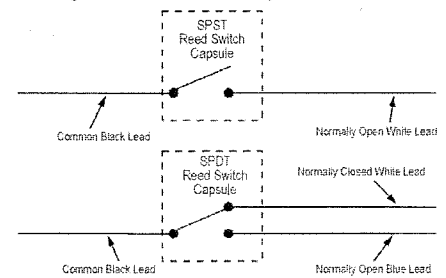 SPST
Reed Switch
Capsule
Common Black Lead
Normally Open White Lead
SPDT
Reed Switch
Capsule
Normally Closed White Lead
Common Black Lead
Normally Open Blue Lead